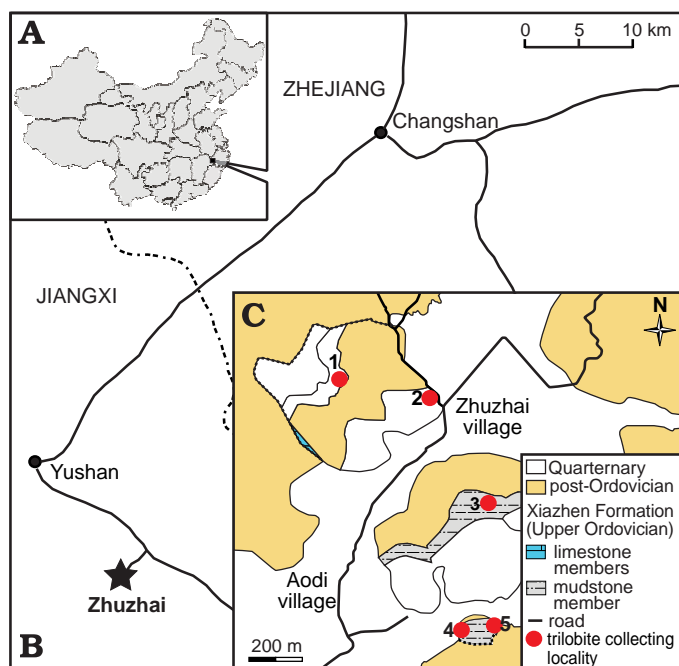 A
0 5 10 km
ZHEJIANG
Changshan
JIANGXI
Yushan
Zhuzhai
B
C
N
1
2
Zhuzhai
village
3
Aodi
village
4
5
200 m
Quarternary
post-Ordovician
Xiazhen Formation
(Upper Ordovician)
limestone
members
mudstone
member
road
trilobite collecting
locality